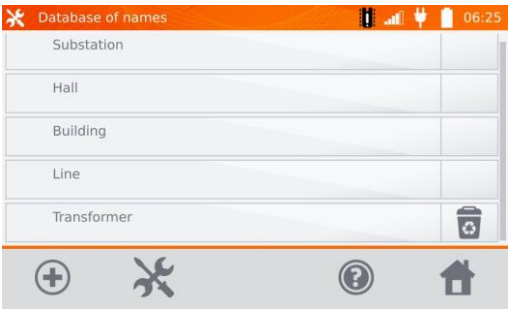 Database of names
06:25
Substation
Hall
Building
Line
Transformer